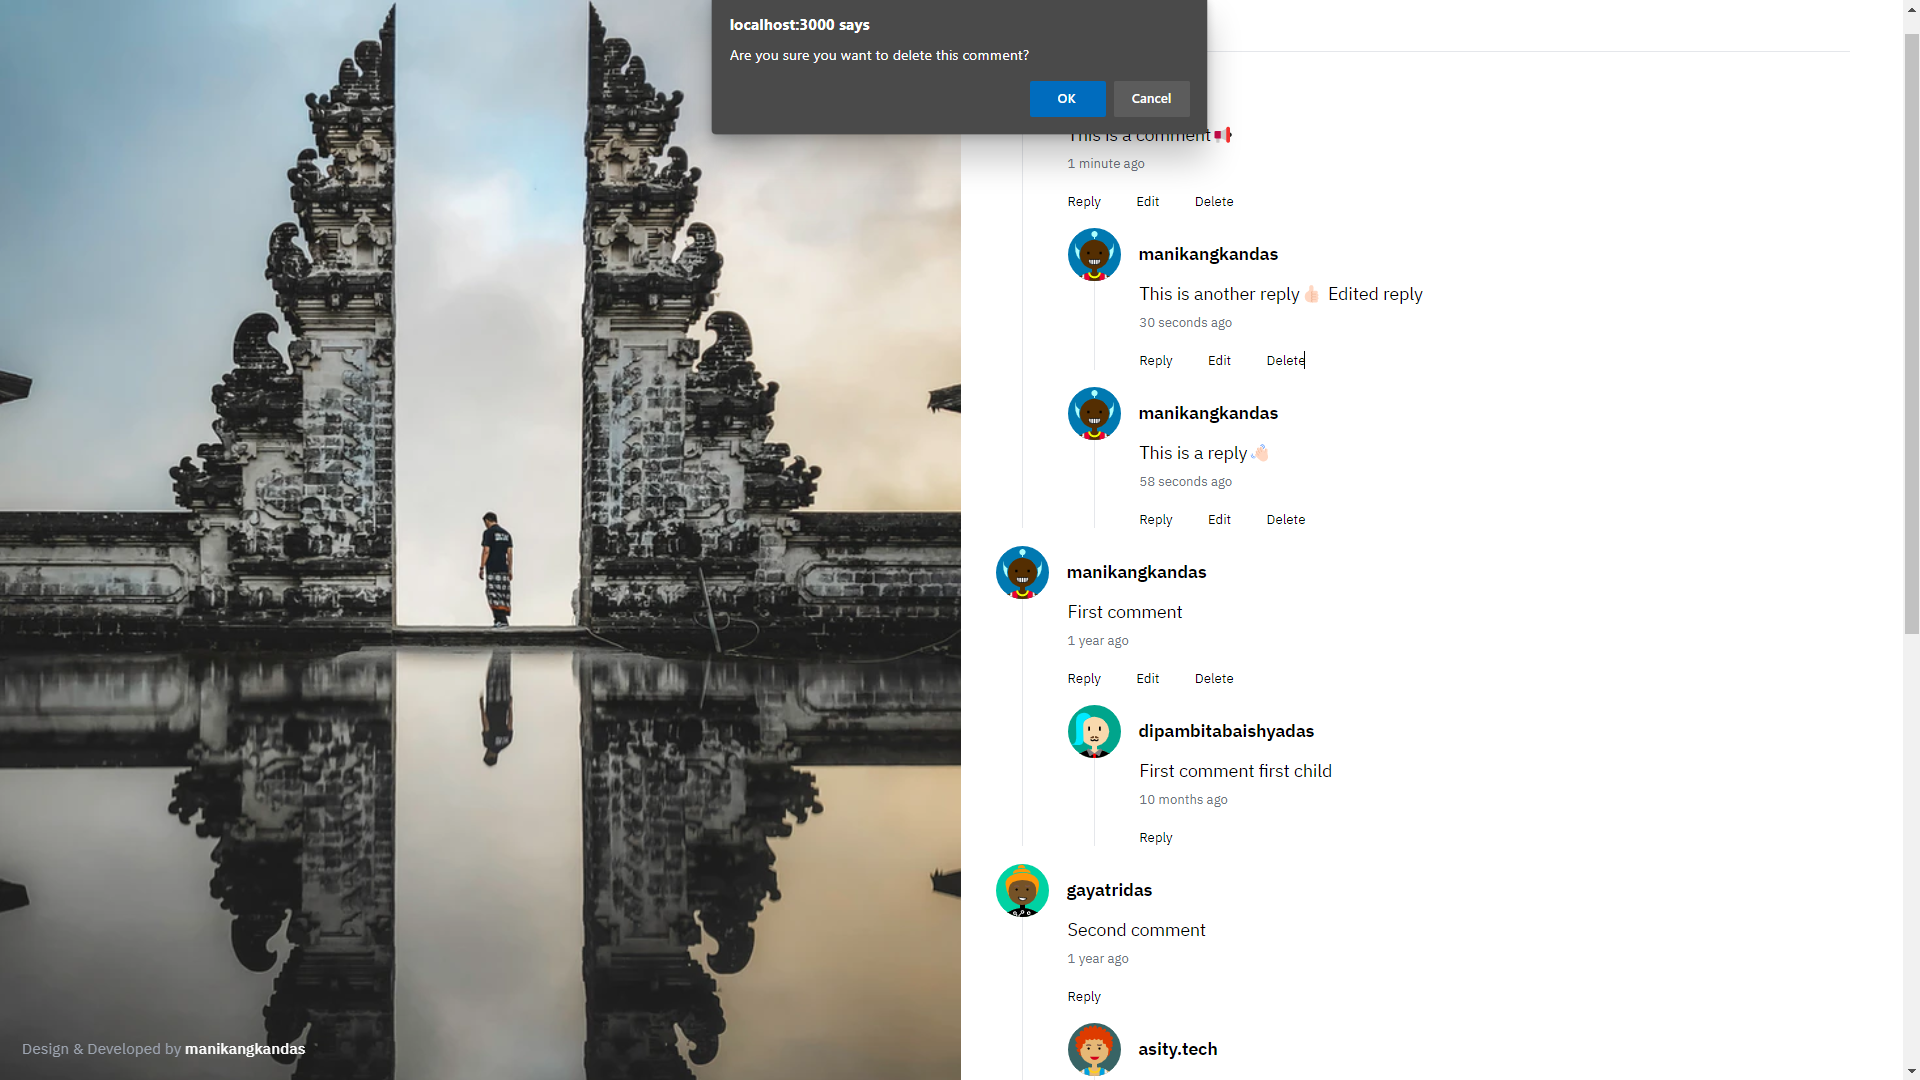 localhost:3000 says
Are you sure you want to delete this comment?
OK Cancel
This is a comment
1 minute ago
Reply Edit Delete
manikangkandas
This is another reply👍🏻 Edited reply
30 seconds ago
Reply Edit Delete
manikangkandas
This is a reply👋🏻
58 seconds ago
Reply Edit Delete
manikangkandas
First comment
1 year ago
Reply Edit Delete
dipambitabaishyadas
First comment first child
10 months ago
Reply
gayatridas
Second comment
1 year ago
Reply
asity.tech
Design & Developed by manikangkandas